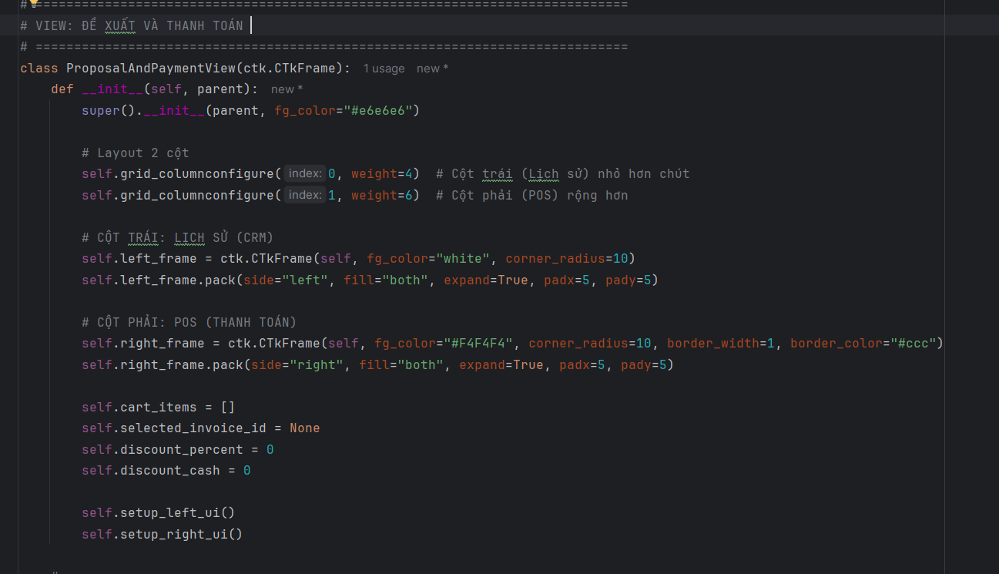 # ==============================================================================
# VIEW: ĐỀ XUẤT VÀ THANH TOÁN
# ==============================================================================
class ProposalAndPaymentView(ctk.CTkFrame): 1 usage new *
def __init__(self, parent): new *
super().__init__(parent, fg_color="#e6e6e6")
# Layout 2 cột
self.grid_columnconfigure(index: 0, weight=4) # Cột trái (Lịch sử) nhỏ hơn chút
self.grid_columnconfigure(index: 1, weight=6) # Cột phải (POS) rộng hơn
# CỘT TRÁI: LỊCH SỬ (CRM)
self.left_frame = ctk.CTkFrame(self, fg_color="white", corner_radius=10)
self.left_frame.pack(side="left", fill="both", expand=True, padx=5, pady=5)
# CỘT PHẢI: POS (THANH TOÁN)
self.right_frame = ctk.CTkFrame(self, fg_color="#F4F4F4", corner_radius=10, border_width=1, border_color="#ccc")
self.right_frame.pack(side="right", fill="both", expand=True, padx=5, pady=5)
self.cart_items = []
self.selected_invoice_id = None
self.discount_percent = 0
self.discount_cash = 0
self.setup_left_ui()
self.setup_right_ui()